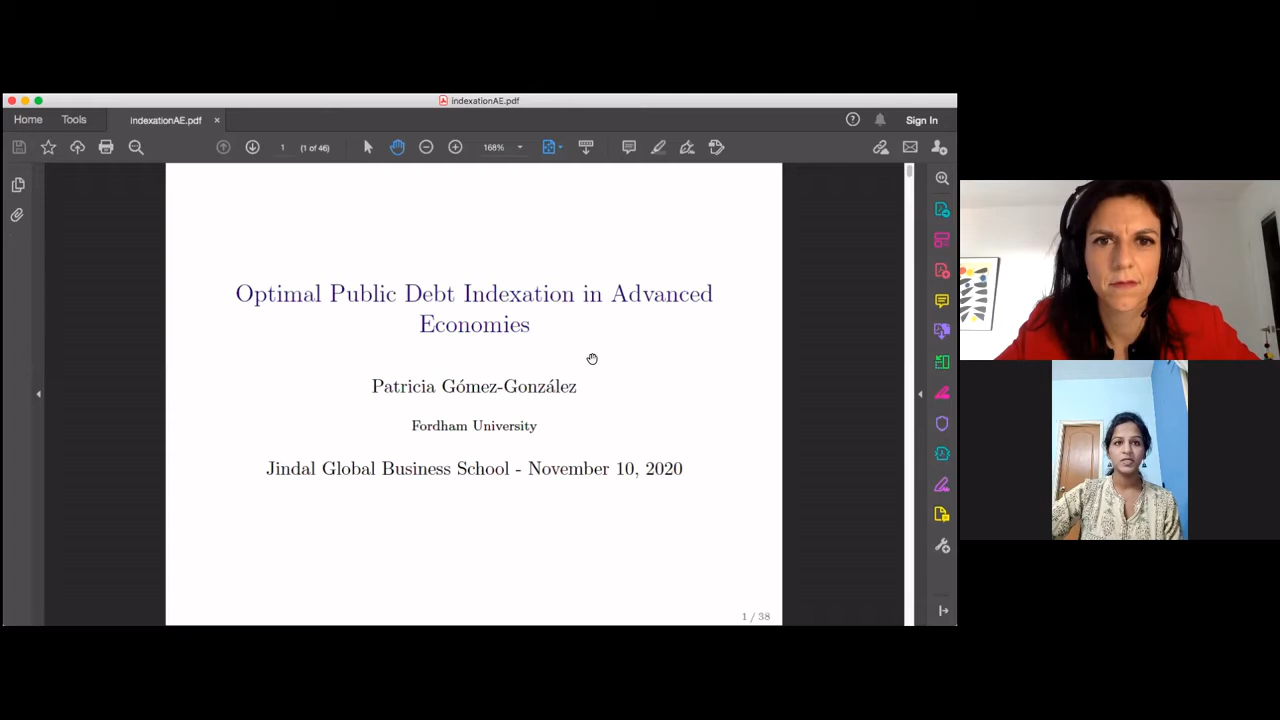 indexationAE.pdf
Home
Tools
indexationAE.pdf
×
Sign In
1
(1 of 46)
168%
Optimal Public Debt Indexation in Advanced
Economies
Patricia Gómez-González
Fordham University
Jindal Global Business School - November 10, 2020
1 / 38